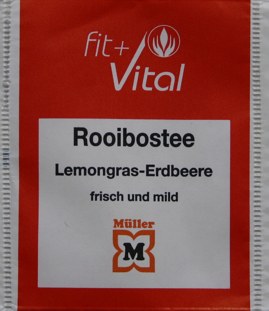 fit+
Vital
Rooibostee
Lemongras-Erdbeere
frisch und mild
Müller
M